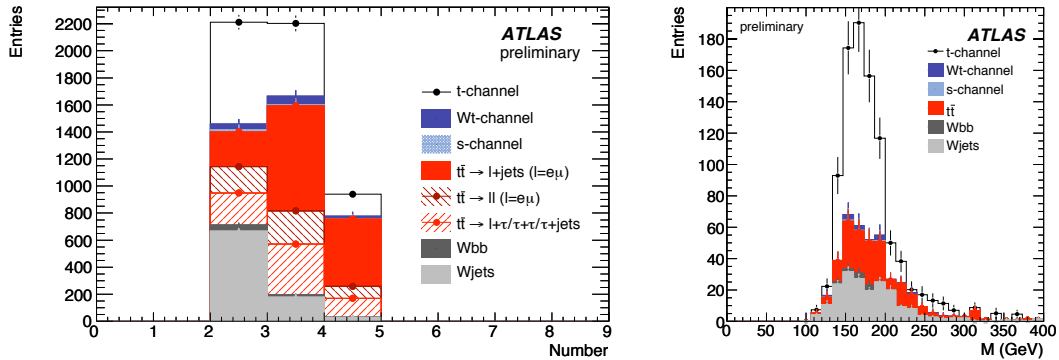 Entries
2200
2000
1800
1600
1400
1200
1000
800
600
400
200
0
0 1 2 3 4 5 6 7 8 9
Number
ATLAS
preliminary
t-channel
Wt-channel
s-channel
tt̄ → l+jets (l=eμ)
tt̄ → ll (l=eμ)
tt̄ → l+τ/τ+τ/τ+jets
Wbb
Wjets
Entries
180
160
140
120
100
80
60
40
20
0
0 50 100 150 200 250 300 350 400
M (GeV)
preliminary
ATLAS
t-channel
Wt-channel
s-channel
tt̄
Wbb
Wjets